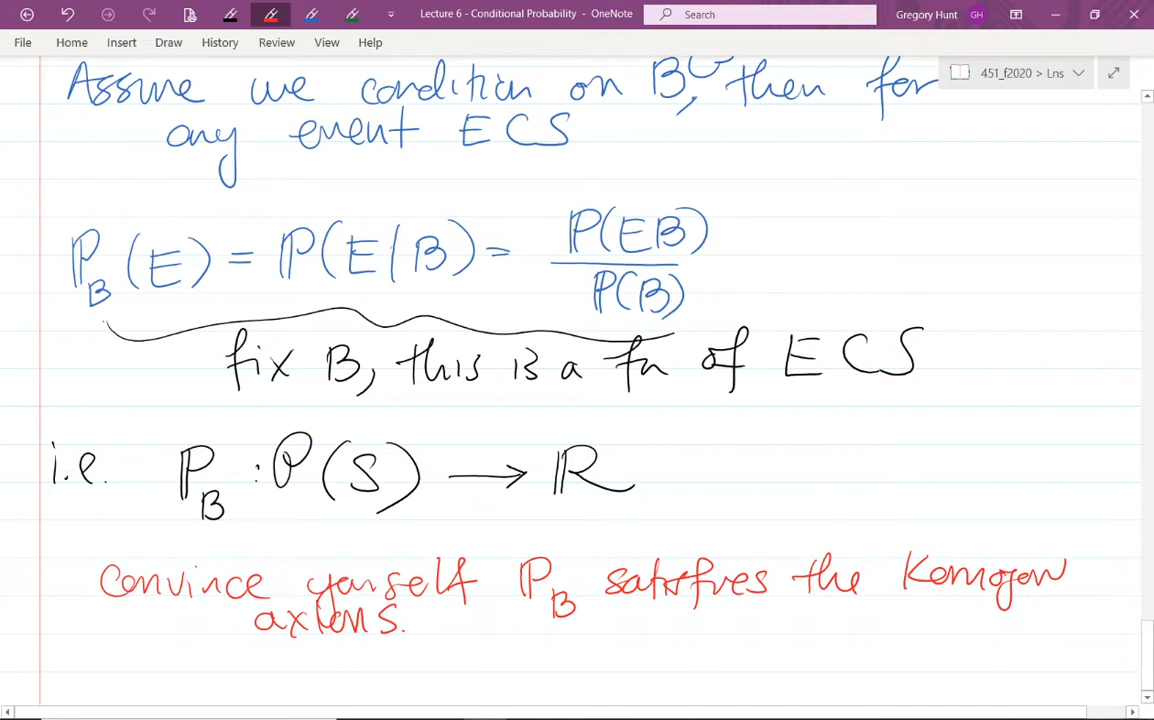 Lecture 6 - Conditional Probability - OneNote
Search
Gregory Hunt
GH
File Home Insert Draw History Review View Help
451_f2020 > Lns
Assume we condition on B, then for
any event E⊂S
ℙ_B(E) = ℙ(E|B) = ℙ(EB)/ℙ(B)
fix B, this is a fn of E⊂S
i.e. ℙ_B : 𝒫(S) ⟶ ℝ
Convince yourself ℙ_B satisfies the Komogow
axioms.